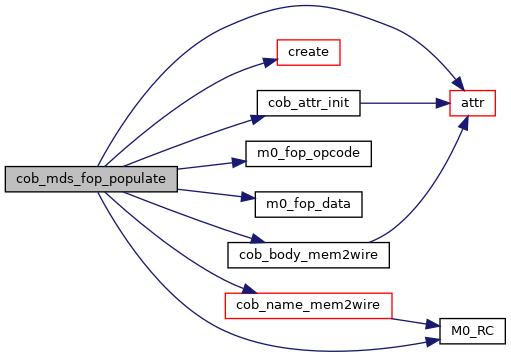 create
attr
cob_attr_init
m0_fop_opcode
cob_mds_fop_populate
m0_fop_data
cob_body_mem2wire
cob_name_mem2wire
M0_RC